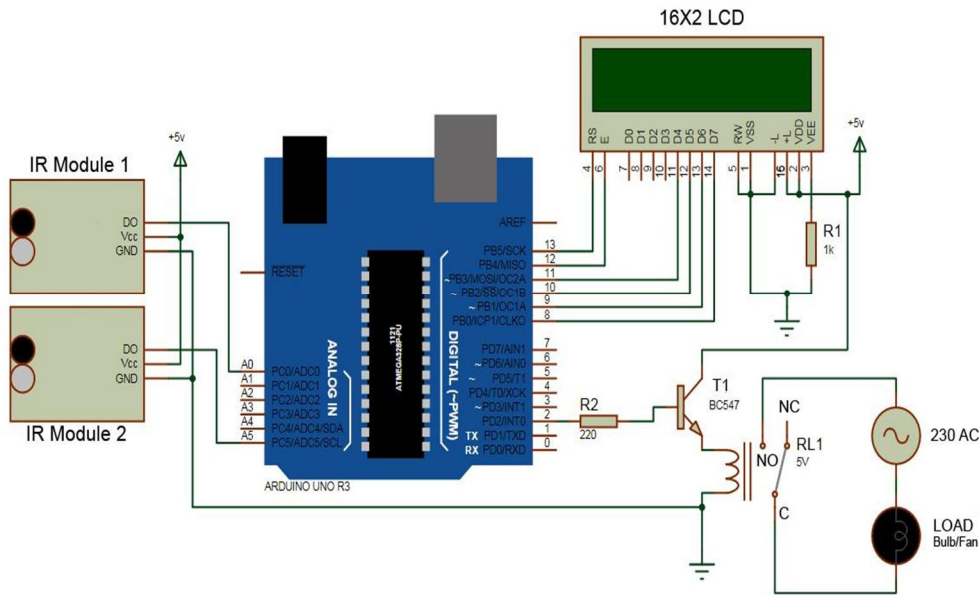 16X2 LCD
RS
E
D0
D1
D2
D3
D4
D5
D6
D7
RW
VSS
-L
+L
VDD
VEE
4
6
7
8
9
10
11
12
13
14
5
1
16
2
3
+5v
+5v
IR Module 1
DO
Vcc
GND
DO
Vcc
GND
IR Module 2
RESET
AREF
PB5/SCK 13
PB4/MISO 12
~PB3/MOSI/OC2A 11
~ PB2/SS/OC1B 10
~ PB1/OC1A 9
PB0/ICP1/CLKO 8
PD7/AIN1 7
~PD6/AIN0 6
~ PD5/T1 5
PD4/T0/XCK 4
~PD3/INT1 3
PD2/INT0 2
TX PD1/TXD 1
RX PD0/RXD 0
DIGITAL (~PWM)
1121
ATMEGA328P-PU
ANALOG IN
A0 PC0/ADC0
A1 PC1/ADC1
A2 PC2/ADC2
A3 PC3/ADC3
A4 PC4/ADC4/SDA
A5 PC5/ADC5/SCL
ARDUINO UNO R3
R1
1k
R2
220
T1
BC547
NO
NC
RL1
5V
C
230 AC
LOAD
Bulb/Fan